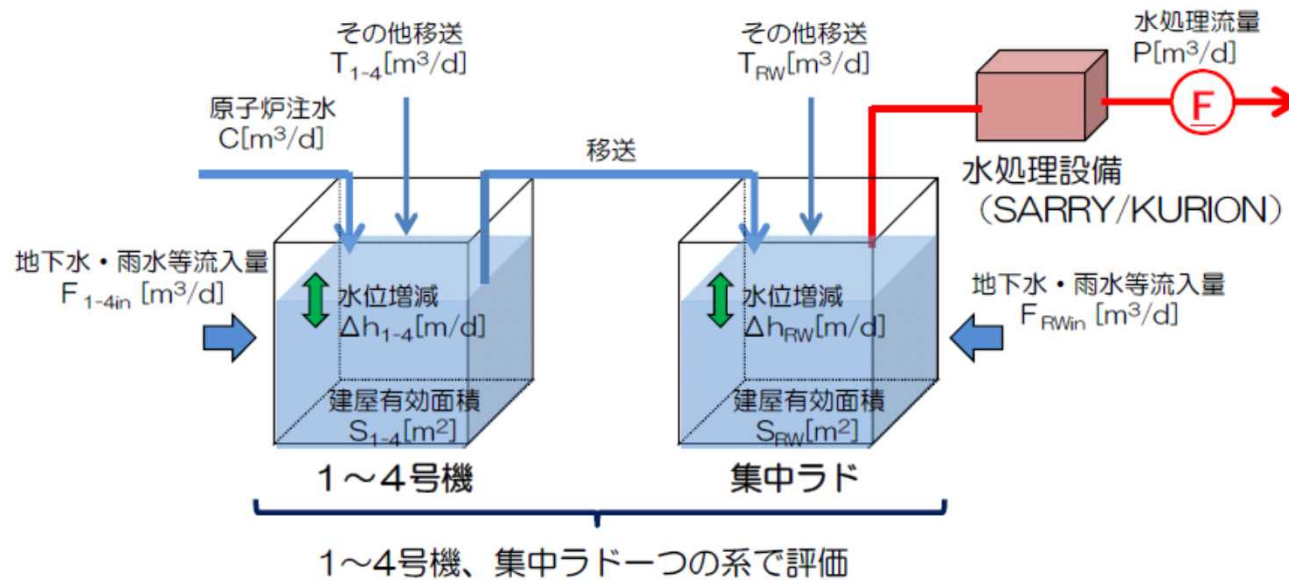 その他移送
T1-4[m³/d]
その他移送
TRW[m³/d]
水処理流量
P[m³/d]
原子炉注水
C[m³/d]
移送
F
水処理設備
（SARRY/KURION）
地下水・雨水等流入量
F 1-4in [m³/d]
水位増減
Δh1-4[m/d]
水位増減
ΔhRW[m/d]
地下水・雨水等流入量
FRWin [m³/d]
建屋有効面積
S1-4[m²]
建屋有効面積
SRW[m²]
１～４号機
集中ラド
１～４号機、集中ラド一つの系で評価